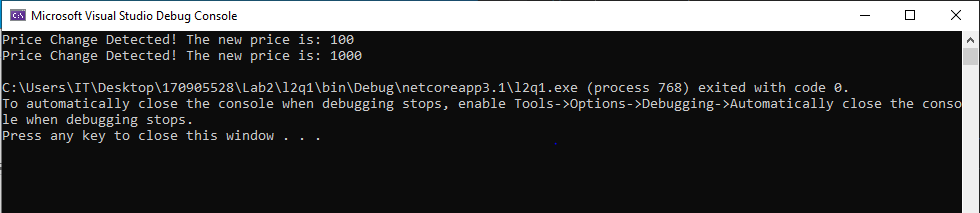 Microsoft Visual Studio Debug Console
Price Change Detected! The new price is: 100
Price Change Detected! The new price is: 1000
C:\Users\IT\Desktop\170905528\Lab2\l2q1\bin\Debug\netcoreapp3.1\l2q1.exe (process 768) exited with code 0.
To automatically close the console when debugging stops, enable Tools->Options->Debugging->Automatically close the conso
le when debugging stops.
Press any key to close this window . . .